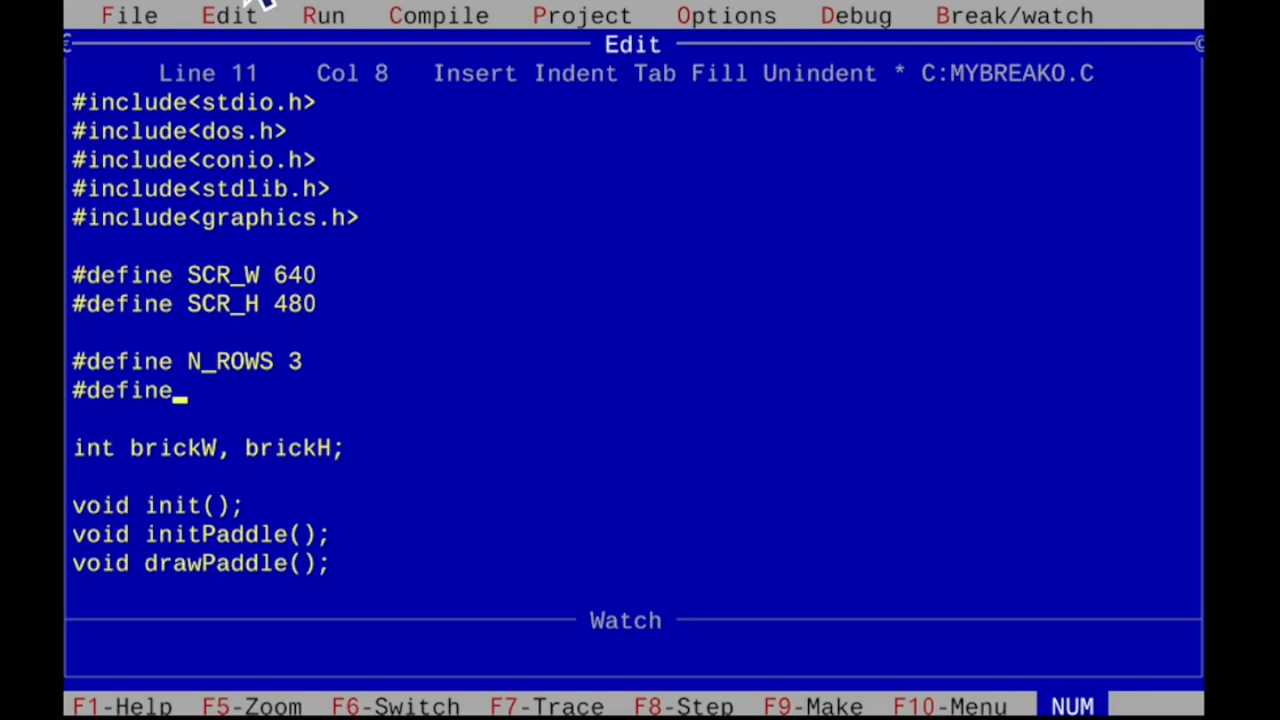 File Edit Run Compile Project Options Debug Break/watch
Edit
Line 11 Col 8 Insert Indent Tab Fill Unindent * C:MYBREAKO.C
#include<stdio.h>
#include<dos.h>
#include<conio.h>
#include<stdlib.h>
#include<graphics.h>
#define SCR_W 640
#define SCR_H 480
#define N_ROWS 3
#define
int brickW, brickH;
void init();
void initPaddle();
void drawPaddle();
Watch
F1-Help F5-Zoom F6-Switch F7-Trace F8-Step F9-Make F10-Menu NUM